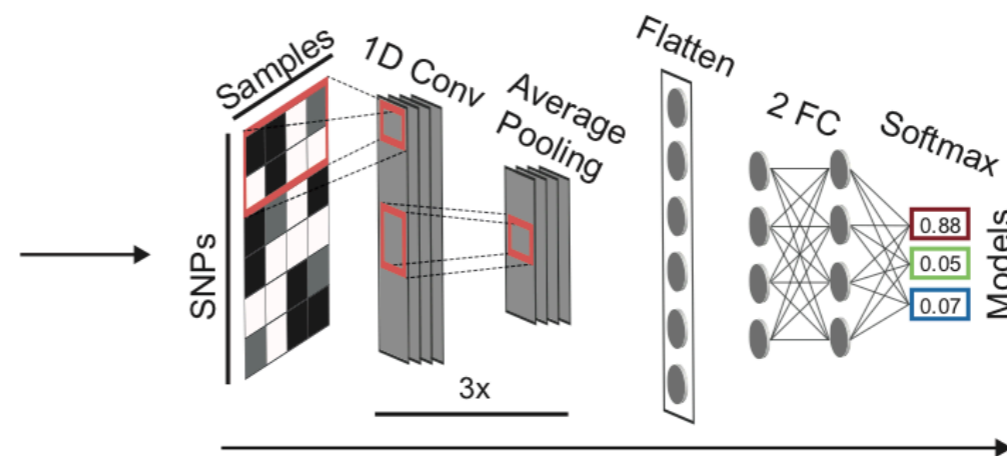 Samples
SNPs
1D Conv
Average
Pooling
3x
Flatten
2 FC
Softmax
0.88
0.05
0.07
Models